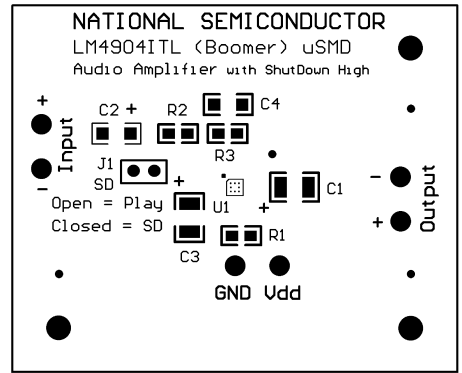 NATIONAL SEMICONDUCTOR
LM4904ITL (Boomer) uSMD
Audio Amplifier with ShutDown High
+
C2 +
R2
C4
Input
R3
J1
-
SD
+
U1
+
C1
-
+
Output
Open = Play
Closed = SD
C3
R1
GND Vdd